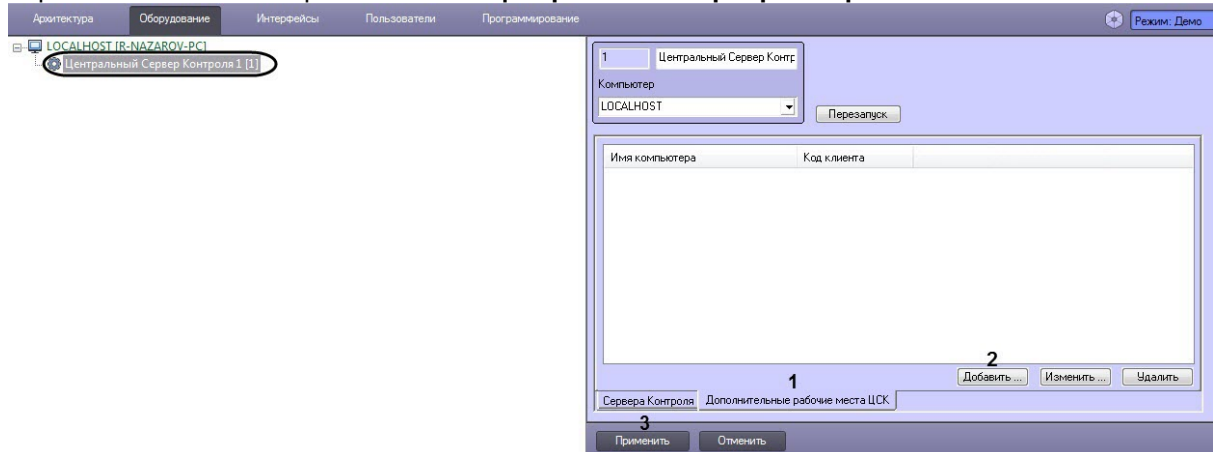 Архитектура Оборудование Интерфейсы Пользователи Программирование Режим: Демо
LOCALHOST [R-NAZAROV-PC]
Центральный Сервер Контроля 1 [1]
1 Центральный Сервер Контр
Компьютер
LOCALHOST
Перезапуск
Имя компьютера Код клиента
2
Добавить ... Изменить ... Удалить
1
Сервера Контроля Дополнительные рабочие места ЦСК
3
Применить Отменить